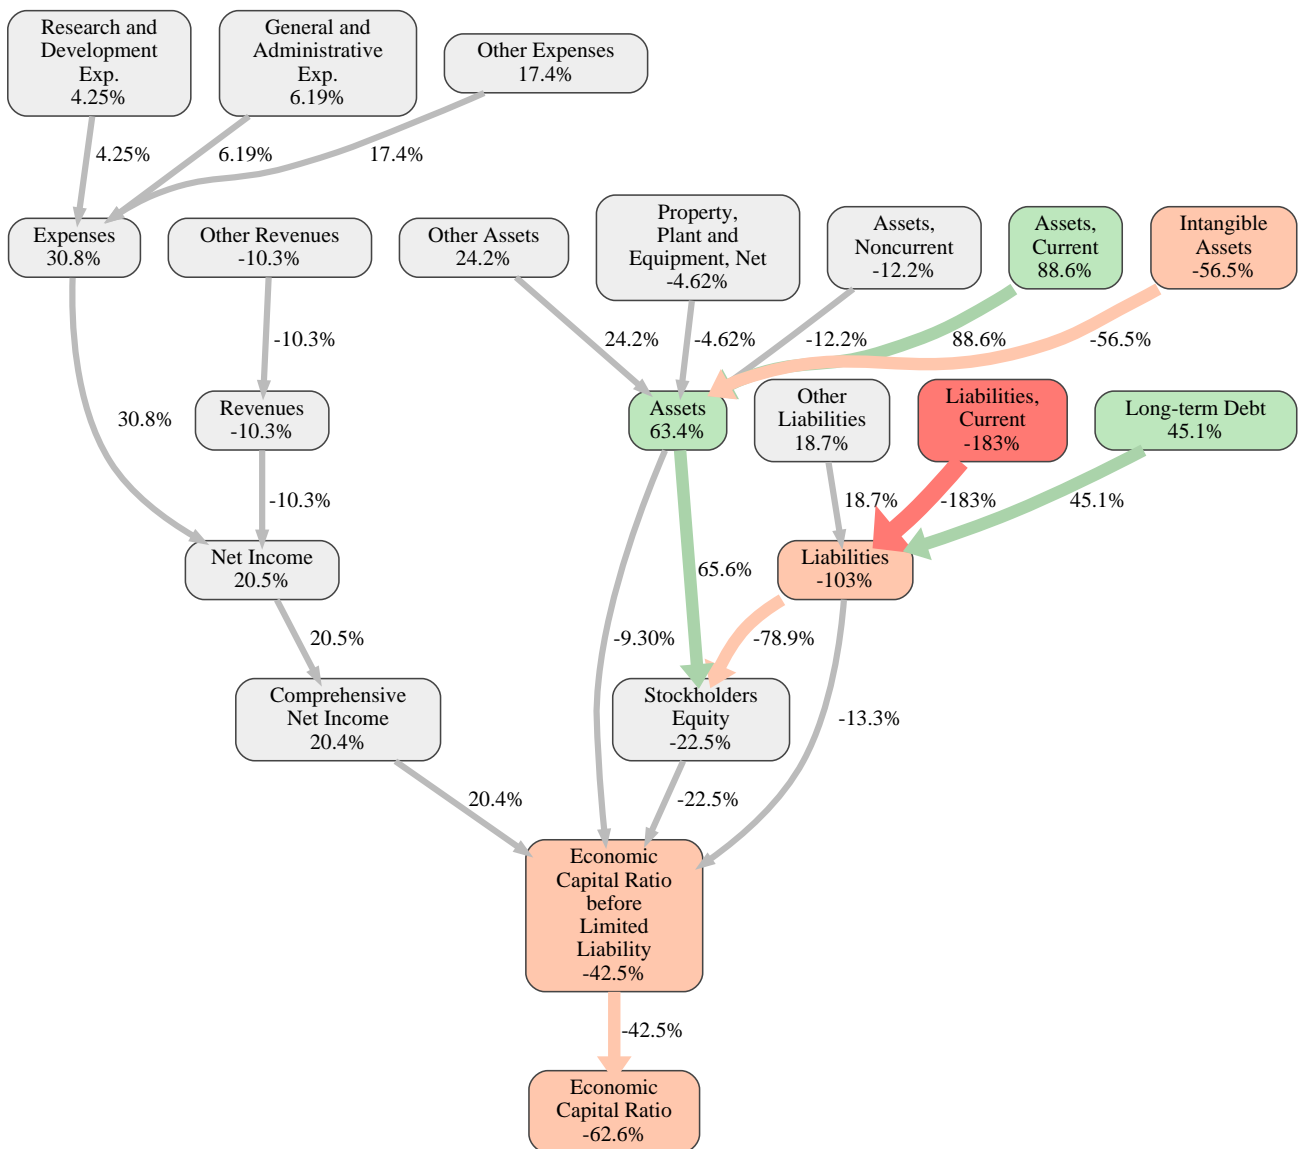 Research and
Development
Exp.
4.25%
General and
Administrative
Exp.
6.19%
Other Expenses
17.4%
4.25%
6.19%
17.4%
Expenses
30.8%
Other Revenues
-10.3%
Other Assets
24.2%
Property,
Plant and
Equipment, Net
-4.62%
Assets,
Noncurrent
-12.2%
Assets,
Current
88.6%
Intangible
Assets
-56.5%
-10.3%
24.2%
-4.62%
-12.2%
88.6%
-56.5%
30.8%
Revenues
-10.3%
Assets
63.4%
Other
Liabilities
18.7%
Liabilities,
Current
-183%
Long-term Debt
45.1%
-10.3%
18.7%
-183%
45.1%
Net Income
20.5%
65.6%
Liabilities
-103%
20.5%
-9.30%
-78.9%
Comprehensive
Net Income
20.4%
Stockholders
Equity
-22.5%
-13.3%
20.4%
-22.5%
Economic
Capital Ratio
before
Limited
Liability
-42.5%
-42.5%
Economic
Capital Ratio
-62.6%